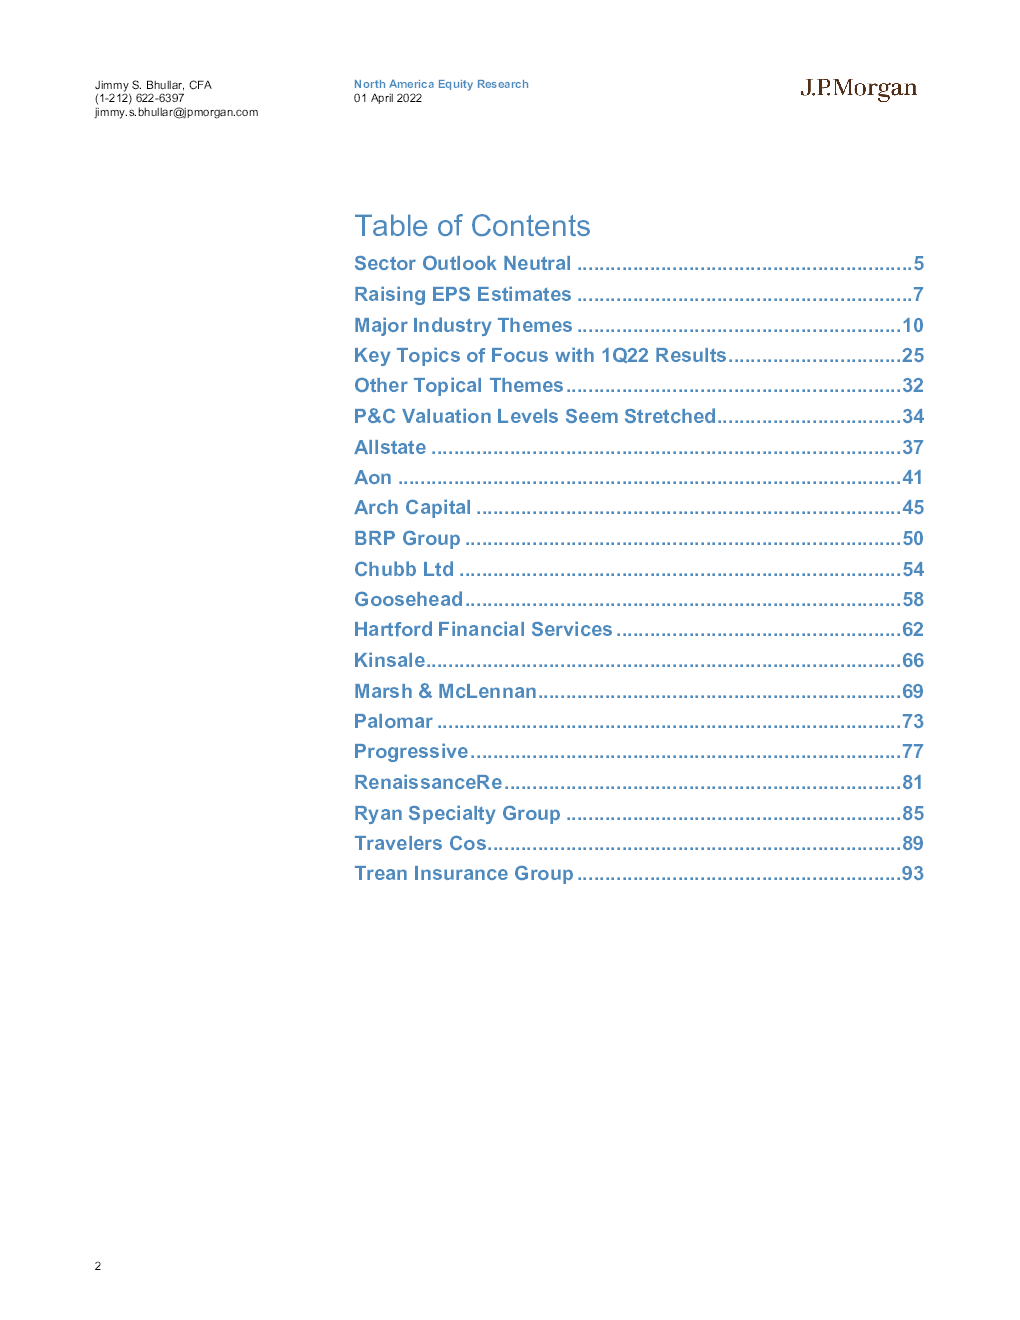 Jimmy S. Bhullar, CFA
(1-212) 622-6397
jimmy.s.bhullar@jpmorgan.com
North America Equity Research
01 April 2022
J.P.Morgan
Table of Contents
Sector Outlook Neutral ............................................................5
Raising EPS Estimates ............................................................7
Major Industry Themes ..........................................................10
Key Topics of Focus with 1Q22 Results...............................25
Other Topical Themes............................................................32
P&C Valuation Levels Seem Stretched.................................34
Allstate ....................................................................................37
Aon ..........................................................................................41
Arch Capital ............................................................................45
BRP Group ..............................................................................50
Chubb Ltd ...............................................................................54
Goosehead..............................................................................58
Hartford Financial Services ...................................................62
Kinsale.....................................................................................66
Marsh & McLennan.................................................................69
Palomar ...................................................................................73
Progressive.............................................................................77
RenaissanceRe.......................................................................81
Ryan Specialty Group ............................................................85
Travelers Cos..........................................................................89
Trean Insurance Group ..........................................................93
2